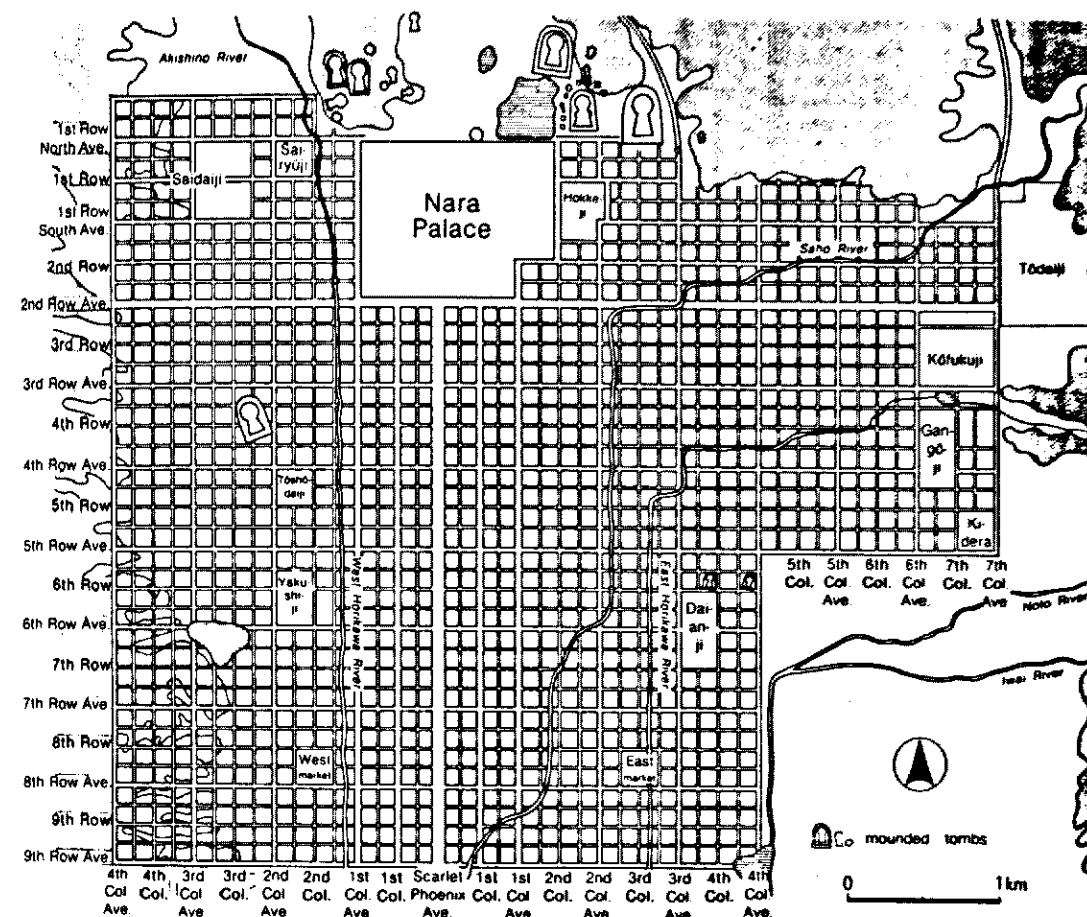 Akishino River
1st Row
North Ave.
1st Row
1st Row
South Ave.
2nd Row
2nd Row Ave.
3rd Row
3rd Row Ave.
4th Row
4th Row Ave.
5th Row
5th Row Ave.
6th Row
6th Row Ave.
7th Row
7th Row Ave.
8th Row
8th Row Ave.
9th Row
9th Row Ave.
Saidaiji
Sai-
ryūji
Nara
Palace
Hokke-
ji
Saho River
Tōdaiji
Kōfukuji
Gan-
gō-
ji
Ki-
dera
Tōshō-
daiji
Yaku-
shi-
ji
West Horikawa River
East Horikawa River
Dai-
an-
ji
West
market
East
market
5th
Col.
5th
Col
Ave.
6th
Col.
6th
Col
Ave.
7th
Col.
7th
Col
Ave
Noto River
Iwai River
mounded tombs
0
1 km
4th
Col
Ave.
4th
Col.
3rd
Col
Ave
3rd
Col.
2nd
Col
Ave.
2nd
Col.
1st
Col
Ave.
1st
Col.
Scarlet
Phoenix
Ave.
1st
Col.
1st
Col
Ave
2nd
Col.
2nd
Col
Ave.
3rd
Col.
3rd
Col
Ave.
4th
Col.
4th
Col
Ave.